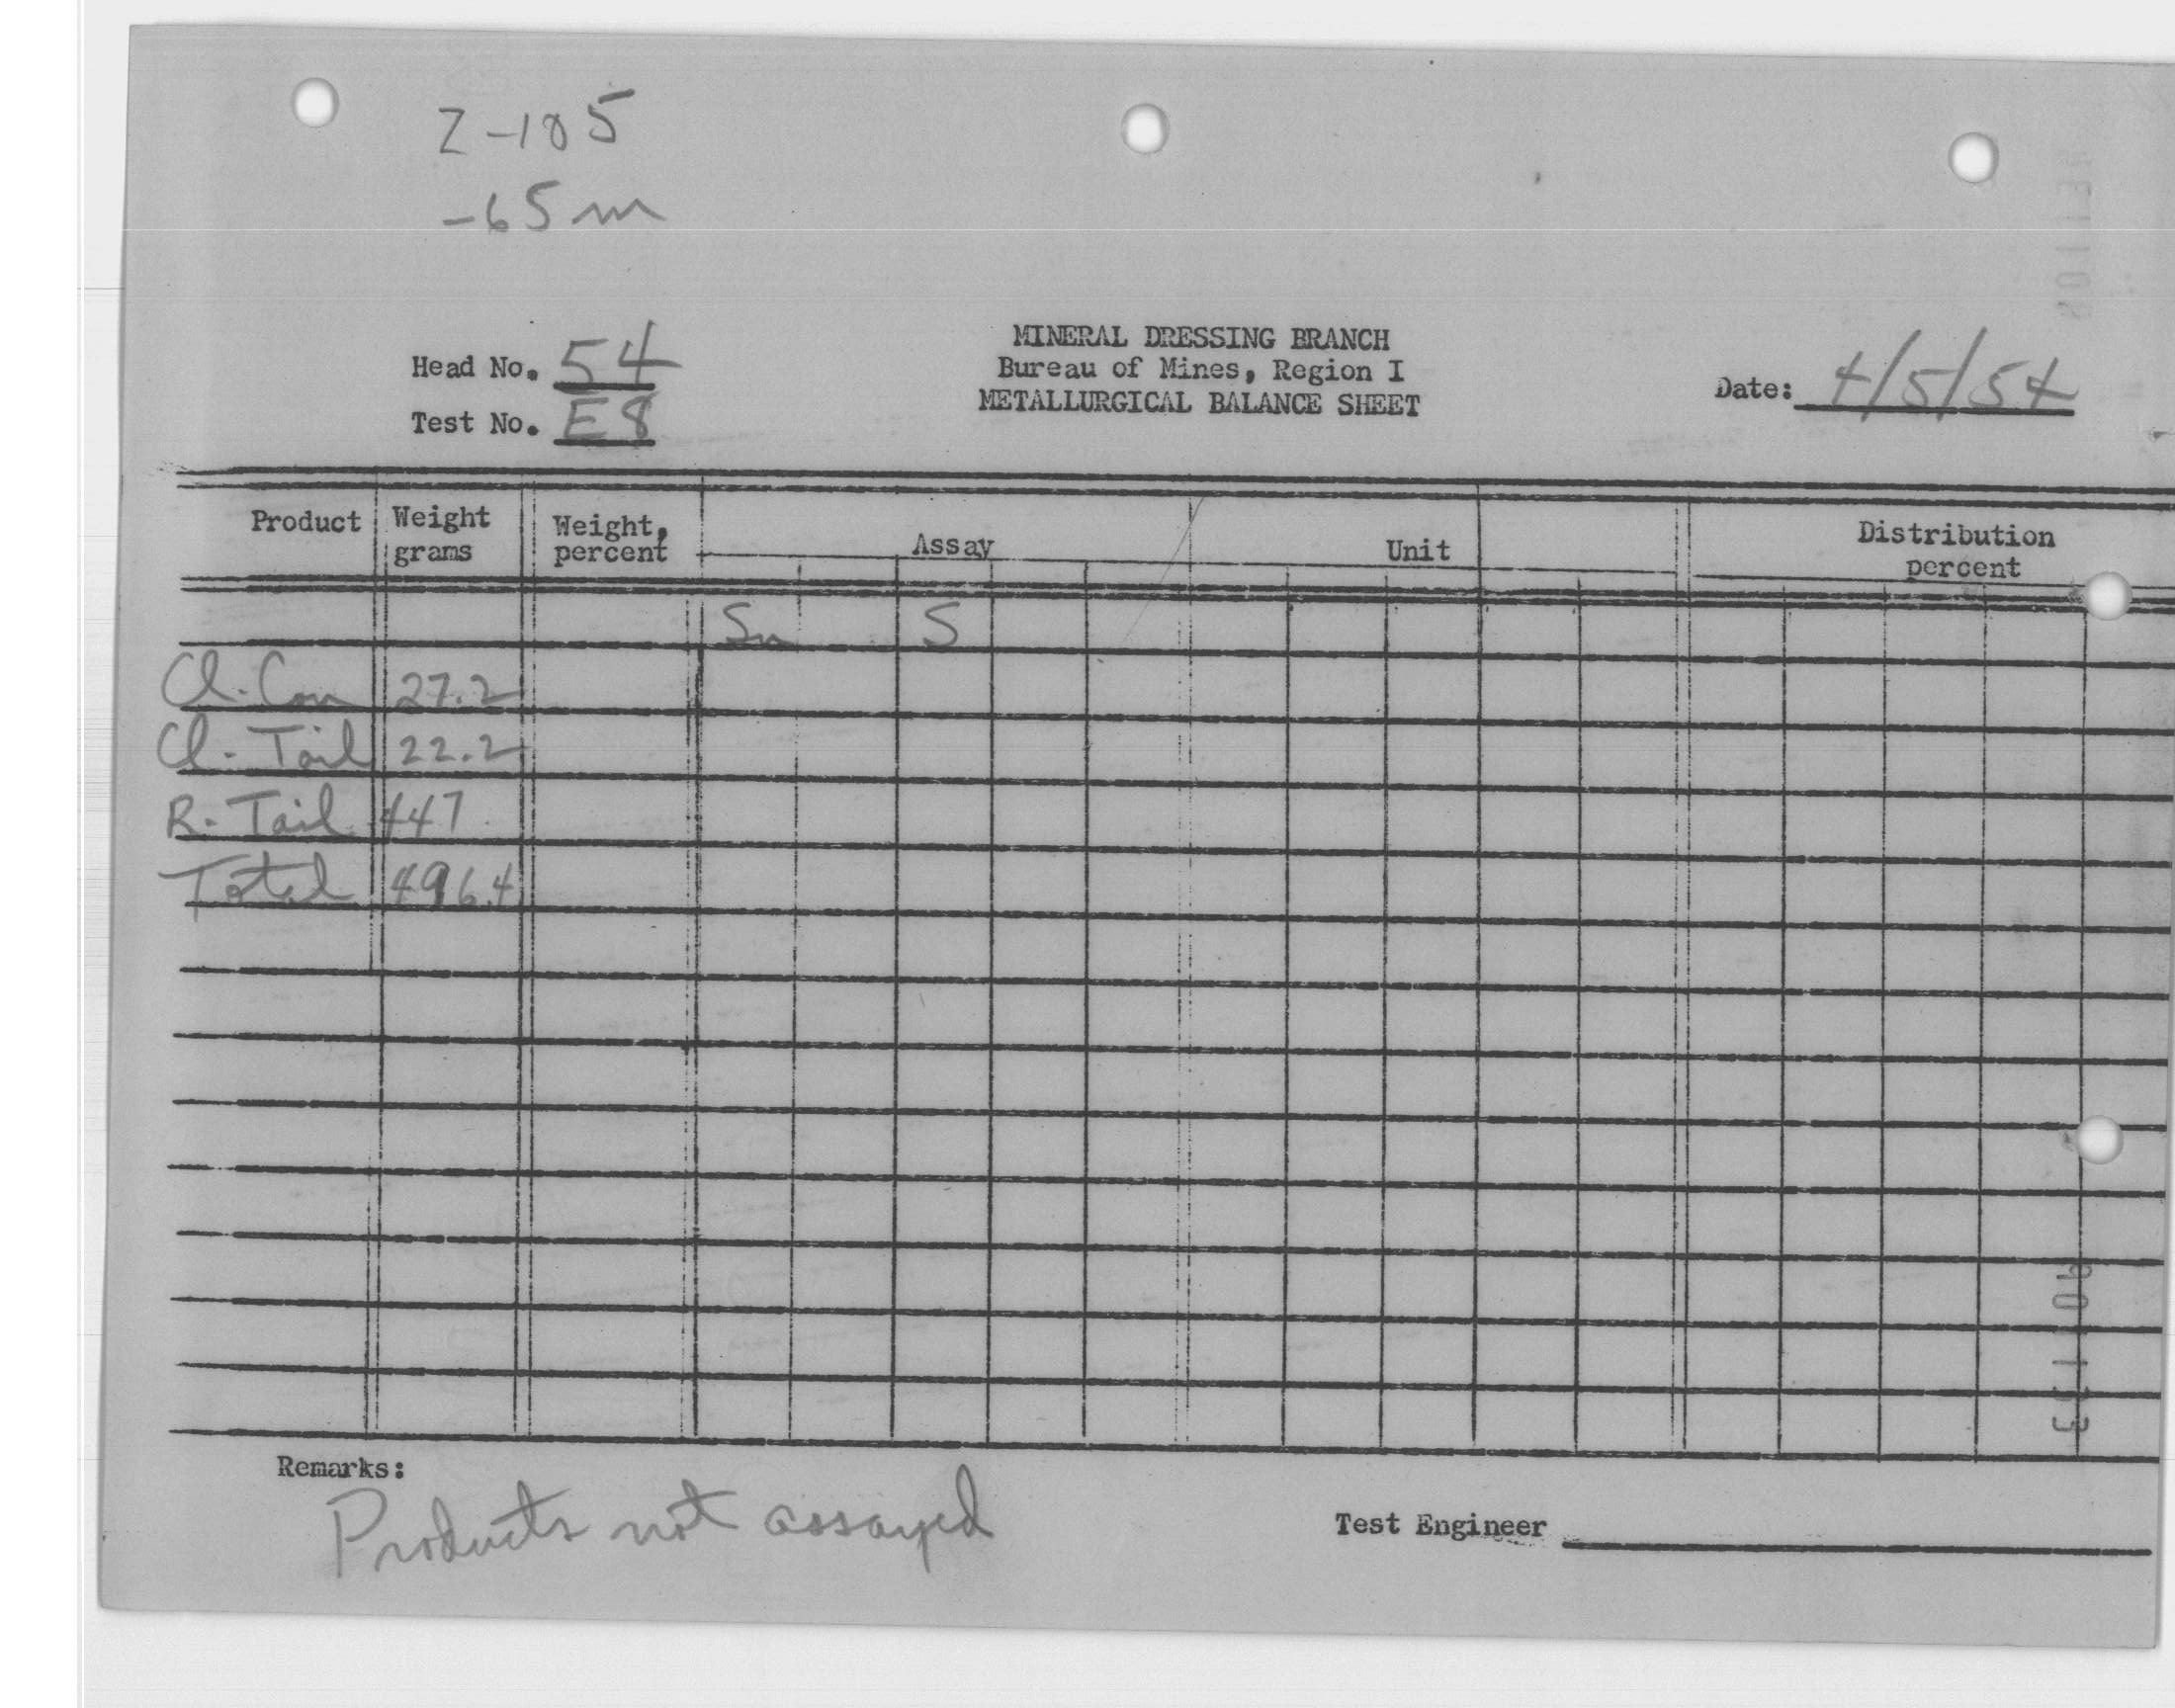 Z-105
-65m
Head No. 54
Test No. E8
MINERAL DRESSING BRANCH
Bureau of Mines, Region I
METALLURGICAL BALANCE SHEET
Date: 4/5/54
Product Weight grams Weight, percent Assay Unit Distribution percent
Sn S
Cl. Con 27.2
Cl. Tail 22.2
R. Tail 447
Total 496.4
Remarks:
Products not assayed
Test Engineer